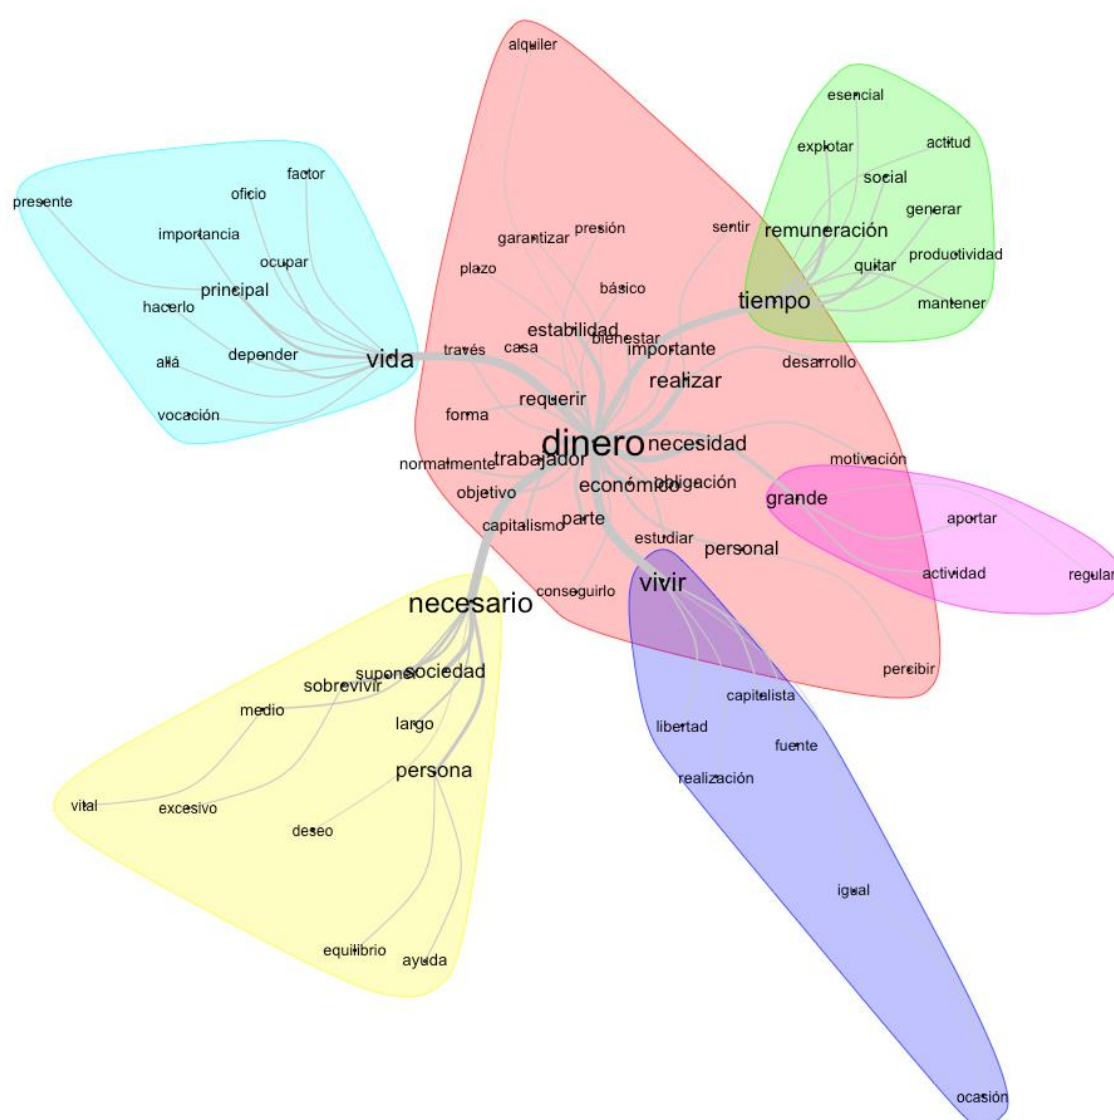 alquiler
esencial
explotar
actitud
factor
social
oficio
presente
generar
sentir
presión
remuneración
importancia
garantizar
productividad
ocupar
quitar
plazo
básico
principal
tiempo
mantener
hacerlo
estabilidad
bienestar
casa
través
importante
depender
vida
allá
desarrollo
realizar
requerir
vocación
forma
dinero
necesidad
trabajador
motivación
normalmente
económico
obligación
objetivo
grande
parte
aportar
capitalismo
estudiar
personal
actividad
regular
vivir
conseguirlo
necesario
sociedad
percibir
suponer
sobrevivir
capitalista
medio
largo
libertad
fuente
persona
realización
vital
excesivo
deseo
igual
equilibrio
ayuda
ocasión